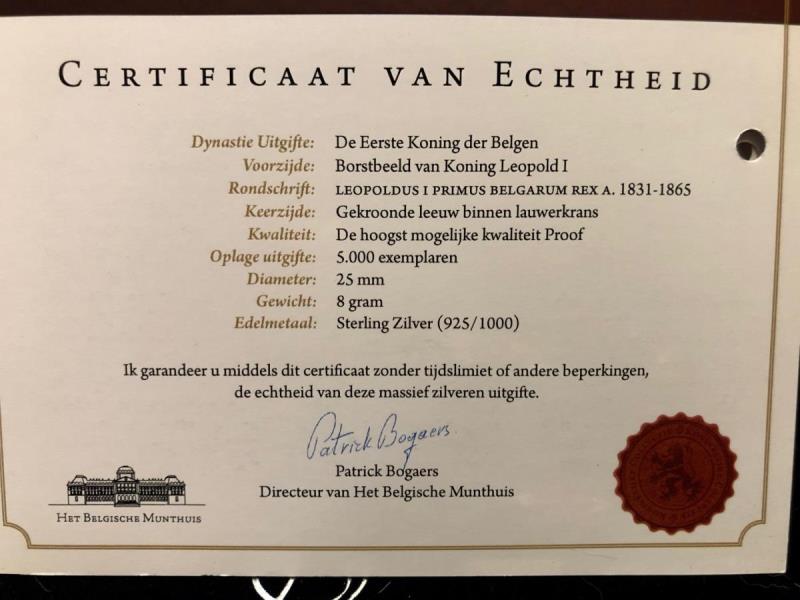 CERTIFICAAT VAN ECHTHEID
Dynastie Uitgifte: De Eerste Koning der Belgen
Voorzijde: Borstbeeld van Koning Leopold I
Rondschrift: LEOPOLDUS I PRIMUS BELGARUM REX A. 1831-1865
Keerzijde: Gekroonde leeuw binnen lauwerkrans
Kwaliteit: De hoogst mogelijke kwaliteit Proof
Oplage uitgifte: 5.000 exemplaren
Diameter: 25 mm
Gewicht: 8 gram
Edelmetaal: Sterling Zilver (925/1000)
Ik garandeer u middels dit certificaat zonder tijdslimiet of andere beperkingen,
de echtheid van deze massief zilveren uitgifte.
Patrick Bogaers
Patrick Bogaers
Directeur van Het Belgische Munthuis
HET BELGISCHE MUNTHUIS